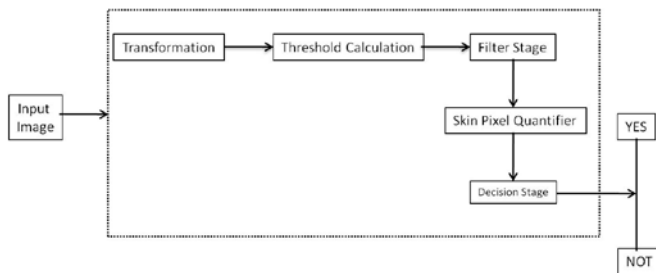 Transformation
Threshold Calculation
Filter Stage
Input
Image
Skin Pixel Quantifier
YES
Decision Stage
NOT